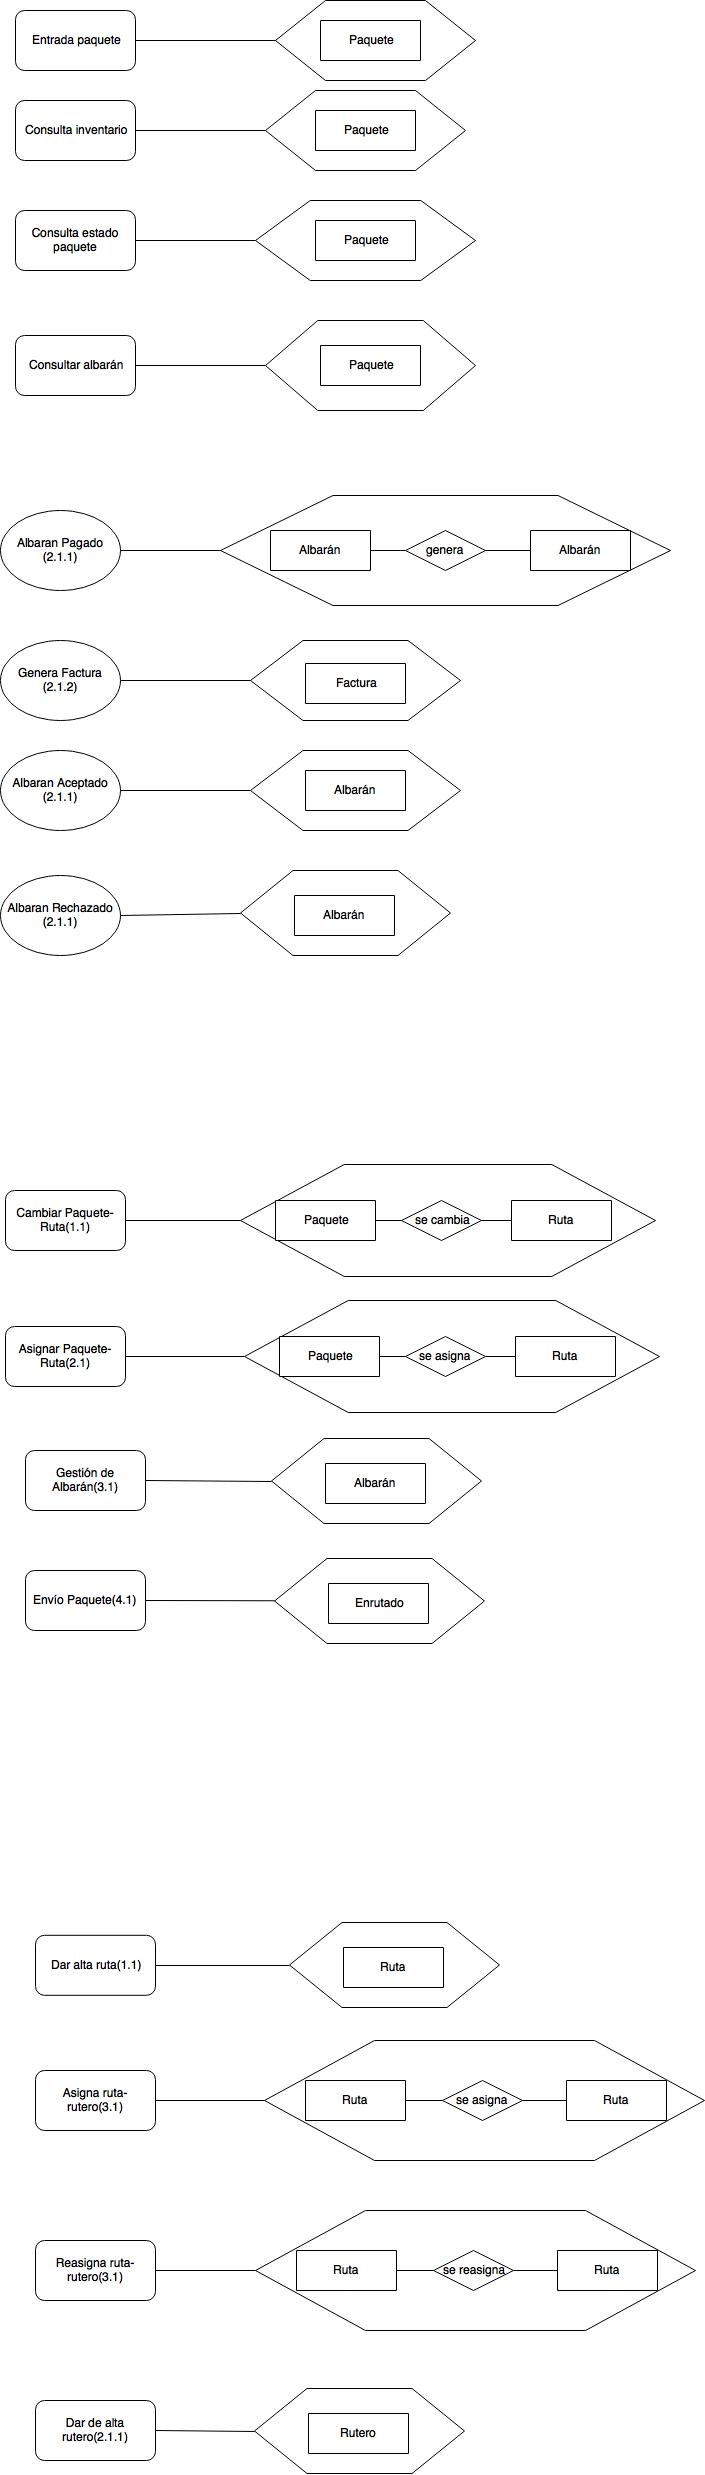 Entrada paquete
Paquete
Consulta inventario
Paquete
Consulta estado
paquete
Paquete
Consultar albarán
Paquete
Albaran Pagado
(2.1.1)
Albarán
genera
Albarán
Genera Factura
(2.1.2)
Factura
Albaran Aceptado
(2.1.1)
Albarán
Albaran Rechazado
(2.1.1)
Albarán
Cambiar Paquete-
Ruta(1.1)
Paquete
se cambia
Ruta
Asignar Paquete-
Ruta(2.1)
Paquete
se asigna
Ruta
Gestión de
Albarán(3.1)
Albarán
Envío Paquete(4.1)
Enrutado
Dar alta ruta(1.1)
Ruta
Asigna ruta-
rutero(3.1)
Ruta
se asigna
Ruta
Reasigna ruta-
rutero(3.1)
Ruta
se reasigna
Ruta
Dar de alta
rutero(2.1.1)
Rutero